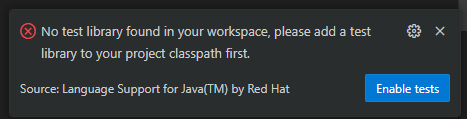 No test library found in your workspace, please add a test
library to your project classpath first.
Source: Language Support for Java(TM) by Red Hat
Enable tests